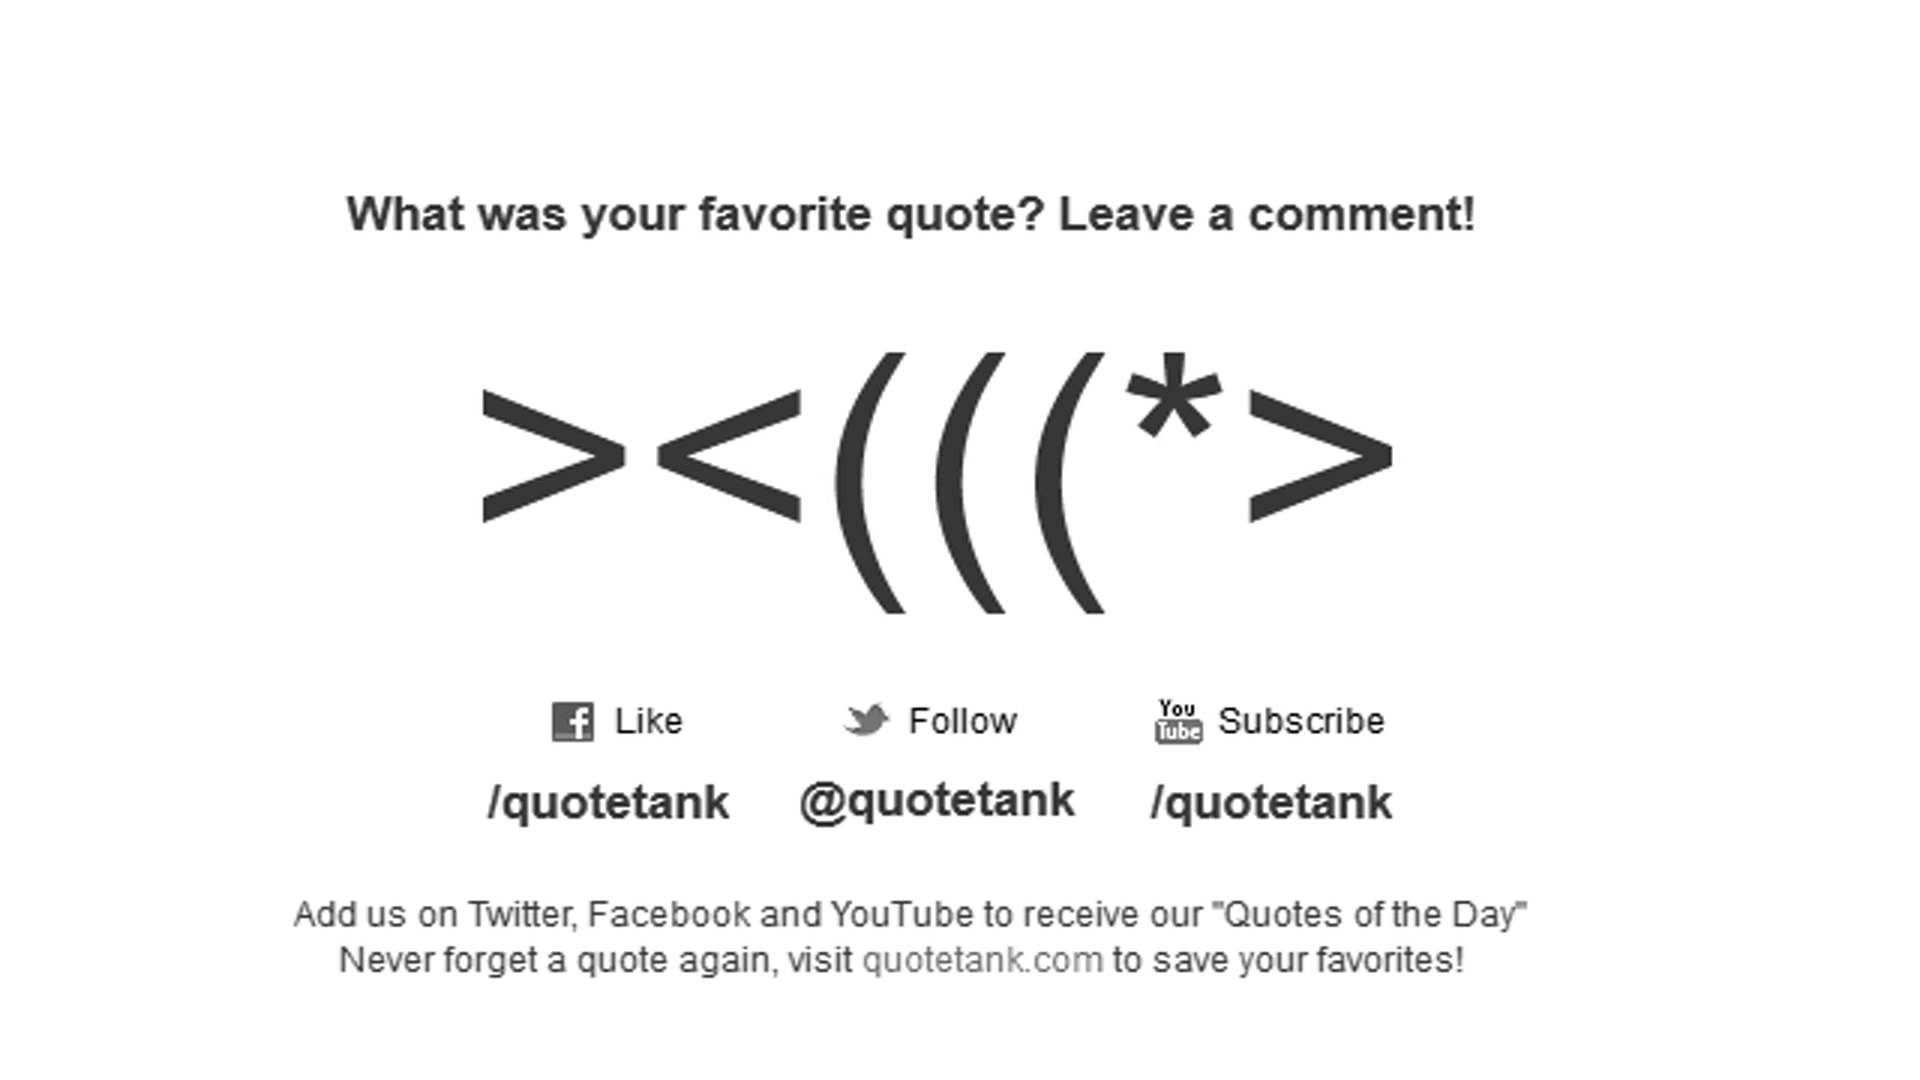 What was your favorite quote? Leave a comment!
><(((*>
f Like
Follow
You Tube Subscribe
/quotetank
@quotetank
/quotetank
Add us on Twitter, Facebook and YouTube to receive our "Quotes of the Day"
Never forget a quote again, visit quotetank.com to save your favorites!